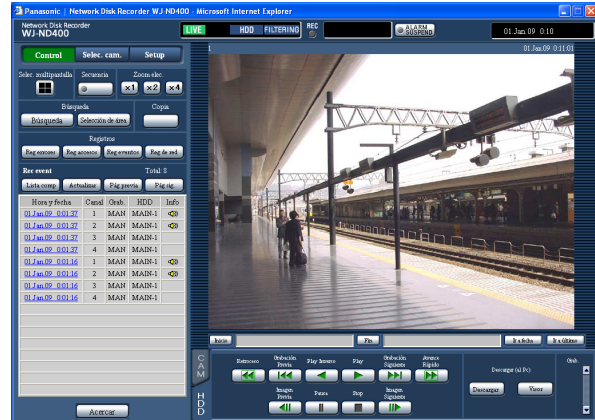 Panasonic | Network Disk Recorder WJ-ND400 - Microsoft Internet Explorer
Network Disk Recorder
WJ-ND400
LIVE
HDD
FILTERING
REC
ALARM
SUSPEND
01.Jan.09 0:10
Control
Selec. cam.
Setup
1
01.Jan.09 0:11:01
Selec. multipantalla
Secuencia
Zoom elec.
×1
×2
×4
Búsqueda
Copia
Búsqueda
Selección de área
Registros
Reg errores
Reg accesos
Reg eventos
Reg de red
Rec event
Total: 8
Lista comp
Actualizar
Pág previa
Pág sig.
Hora y fecha Canal Grab. HDD Info
01.Jan.09 0:01:37 1 MAN MAIN-1
01.Jan.09 0:01:37 2 MAN MAIN-1
01.Jan.09 0:01:37 3 MAN MAIN-1
01.Jan.09 0:01:37 4 MAN MAIN-1
01.Jan.09 0:01:16 1 MAN MAIN-1
01.Jan.09 0:01:16 2 MAN MAIN-1
01.Jan.09 0:01:16 3 MAN MAIN-1
01.Jan.09 0:01:16 4 MAN MAIN-1
Acercar
Inicio
Fin
Ir a fecha
Ir a último
CAM
HDD
Retroceso
Grabación Previa
Play Inverso
Play
Grabación Siguiente
Avance Rápido
Imagen Previa
Pausa
Stop
Imagen Siguiente
Descargar (al Pc)
Descargar
Visor
Grab.